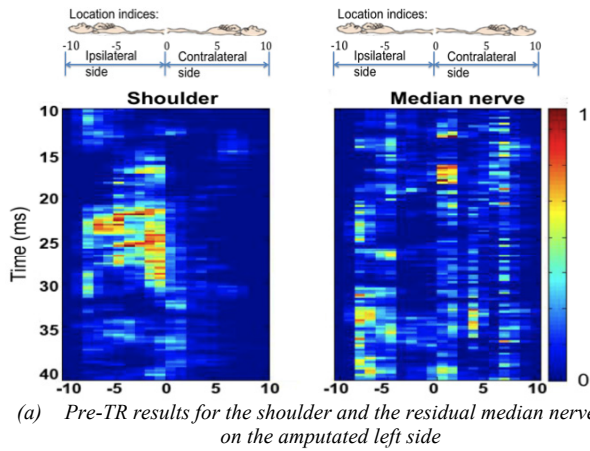 Location indices:
-10 -5 0 5 10
Ipsilateral side
Contralateral side
Shoulder
Location indices:
-10 -5 0 5 10
Ipsilateral side
Contralateral side
Median nerve
Time (ms)
10
15
20
25
30
35
40
-10 -5 0 5 10
-10 -5 0 5 10
1
0
(a) Pre-TR results for the shoulder and the residual median nerve
on the amputated left side